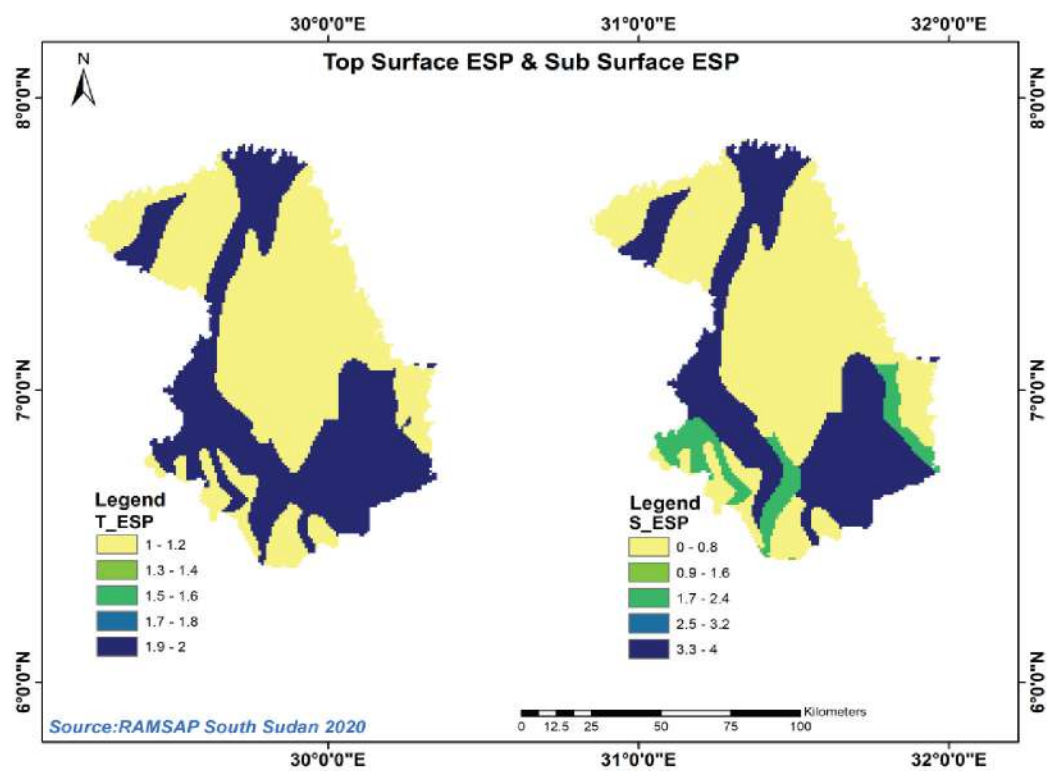 30°0'0"E 31°0'0"E 32°0'0"E
N
Top Surface ESP & Sub Surface ESP
8°0'0"N 8°0'0"N
7°0'0"N 7°0'0"N
Legend
T_ESP
1 - 1.2
1.3 - 1.4
1.5 - 1.6
1.7 - 1.8
1.9 - 2
Legend
S_ESP
0 - 0.8
0.9 - 1.6
1.7 - 2.4
2.5 - 3.2
3.3 - 4
6°0'0"N 6°0'0"N
Source:RAMSAP South Sudan 2020
Kilometers
0 12.5 25 50 75 100
30°0'0"E 31°0'0"E 32°0'0"E